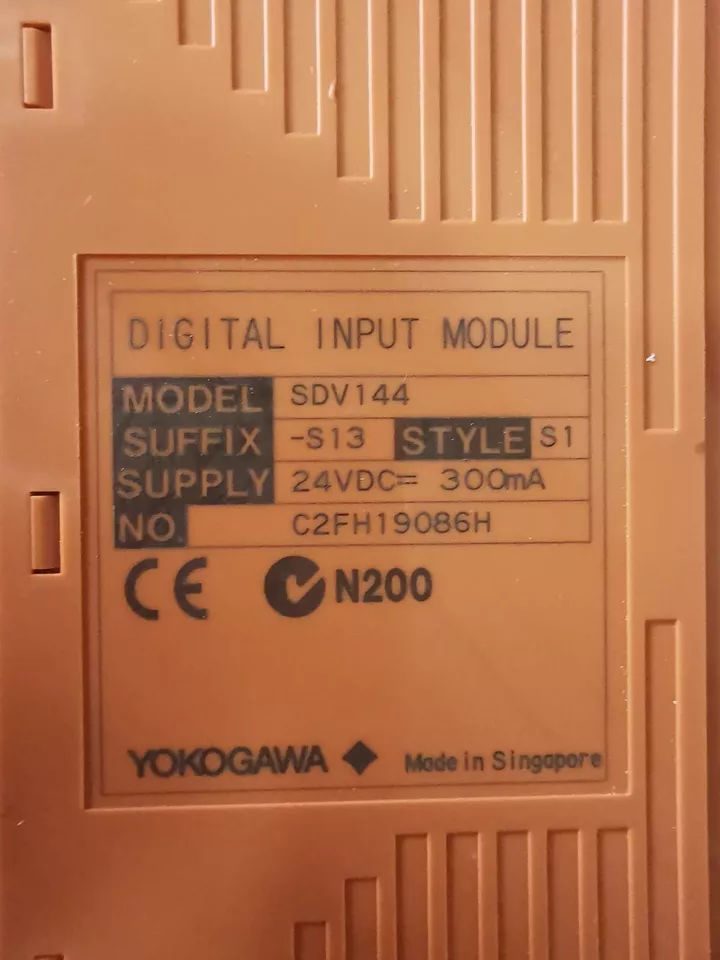 DIGITAL INPUT MODULE
MODEL SDV144
SUFFIX -S13 STYLE S1
SUPPLY 24VDC⎓ 300mA
NO. C2FH19086H
CE N200
YOKOGAWA ◆ Made in Singapore